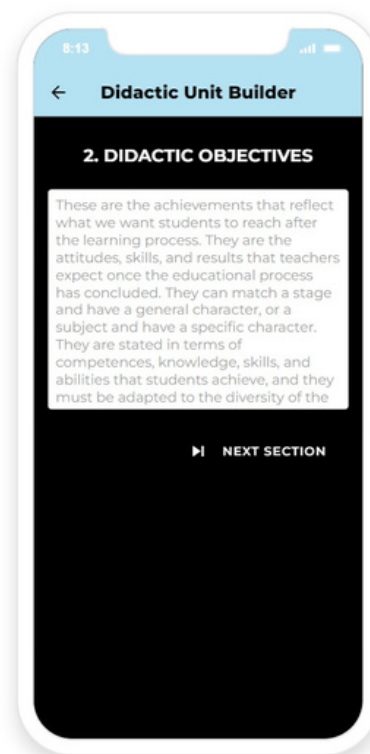 8:13
Didactic Unit Builder
2. DIDACTIC OBJECTIVES
These are the achievements that reflect
what we want students to reach after
the learning process. They are the
attitudes, skills, and results that teachers
expect once the educational process
has concluded. They can match a stage
and have a general character, or a
subject and have a specific character.
They are stated in terms of
competences, knowledge, skills, and
abilities that students achieve, and they
must be adapted to the diversity of the
NEXT SECTION